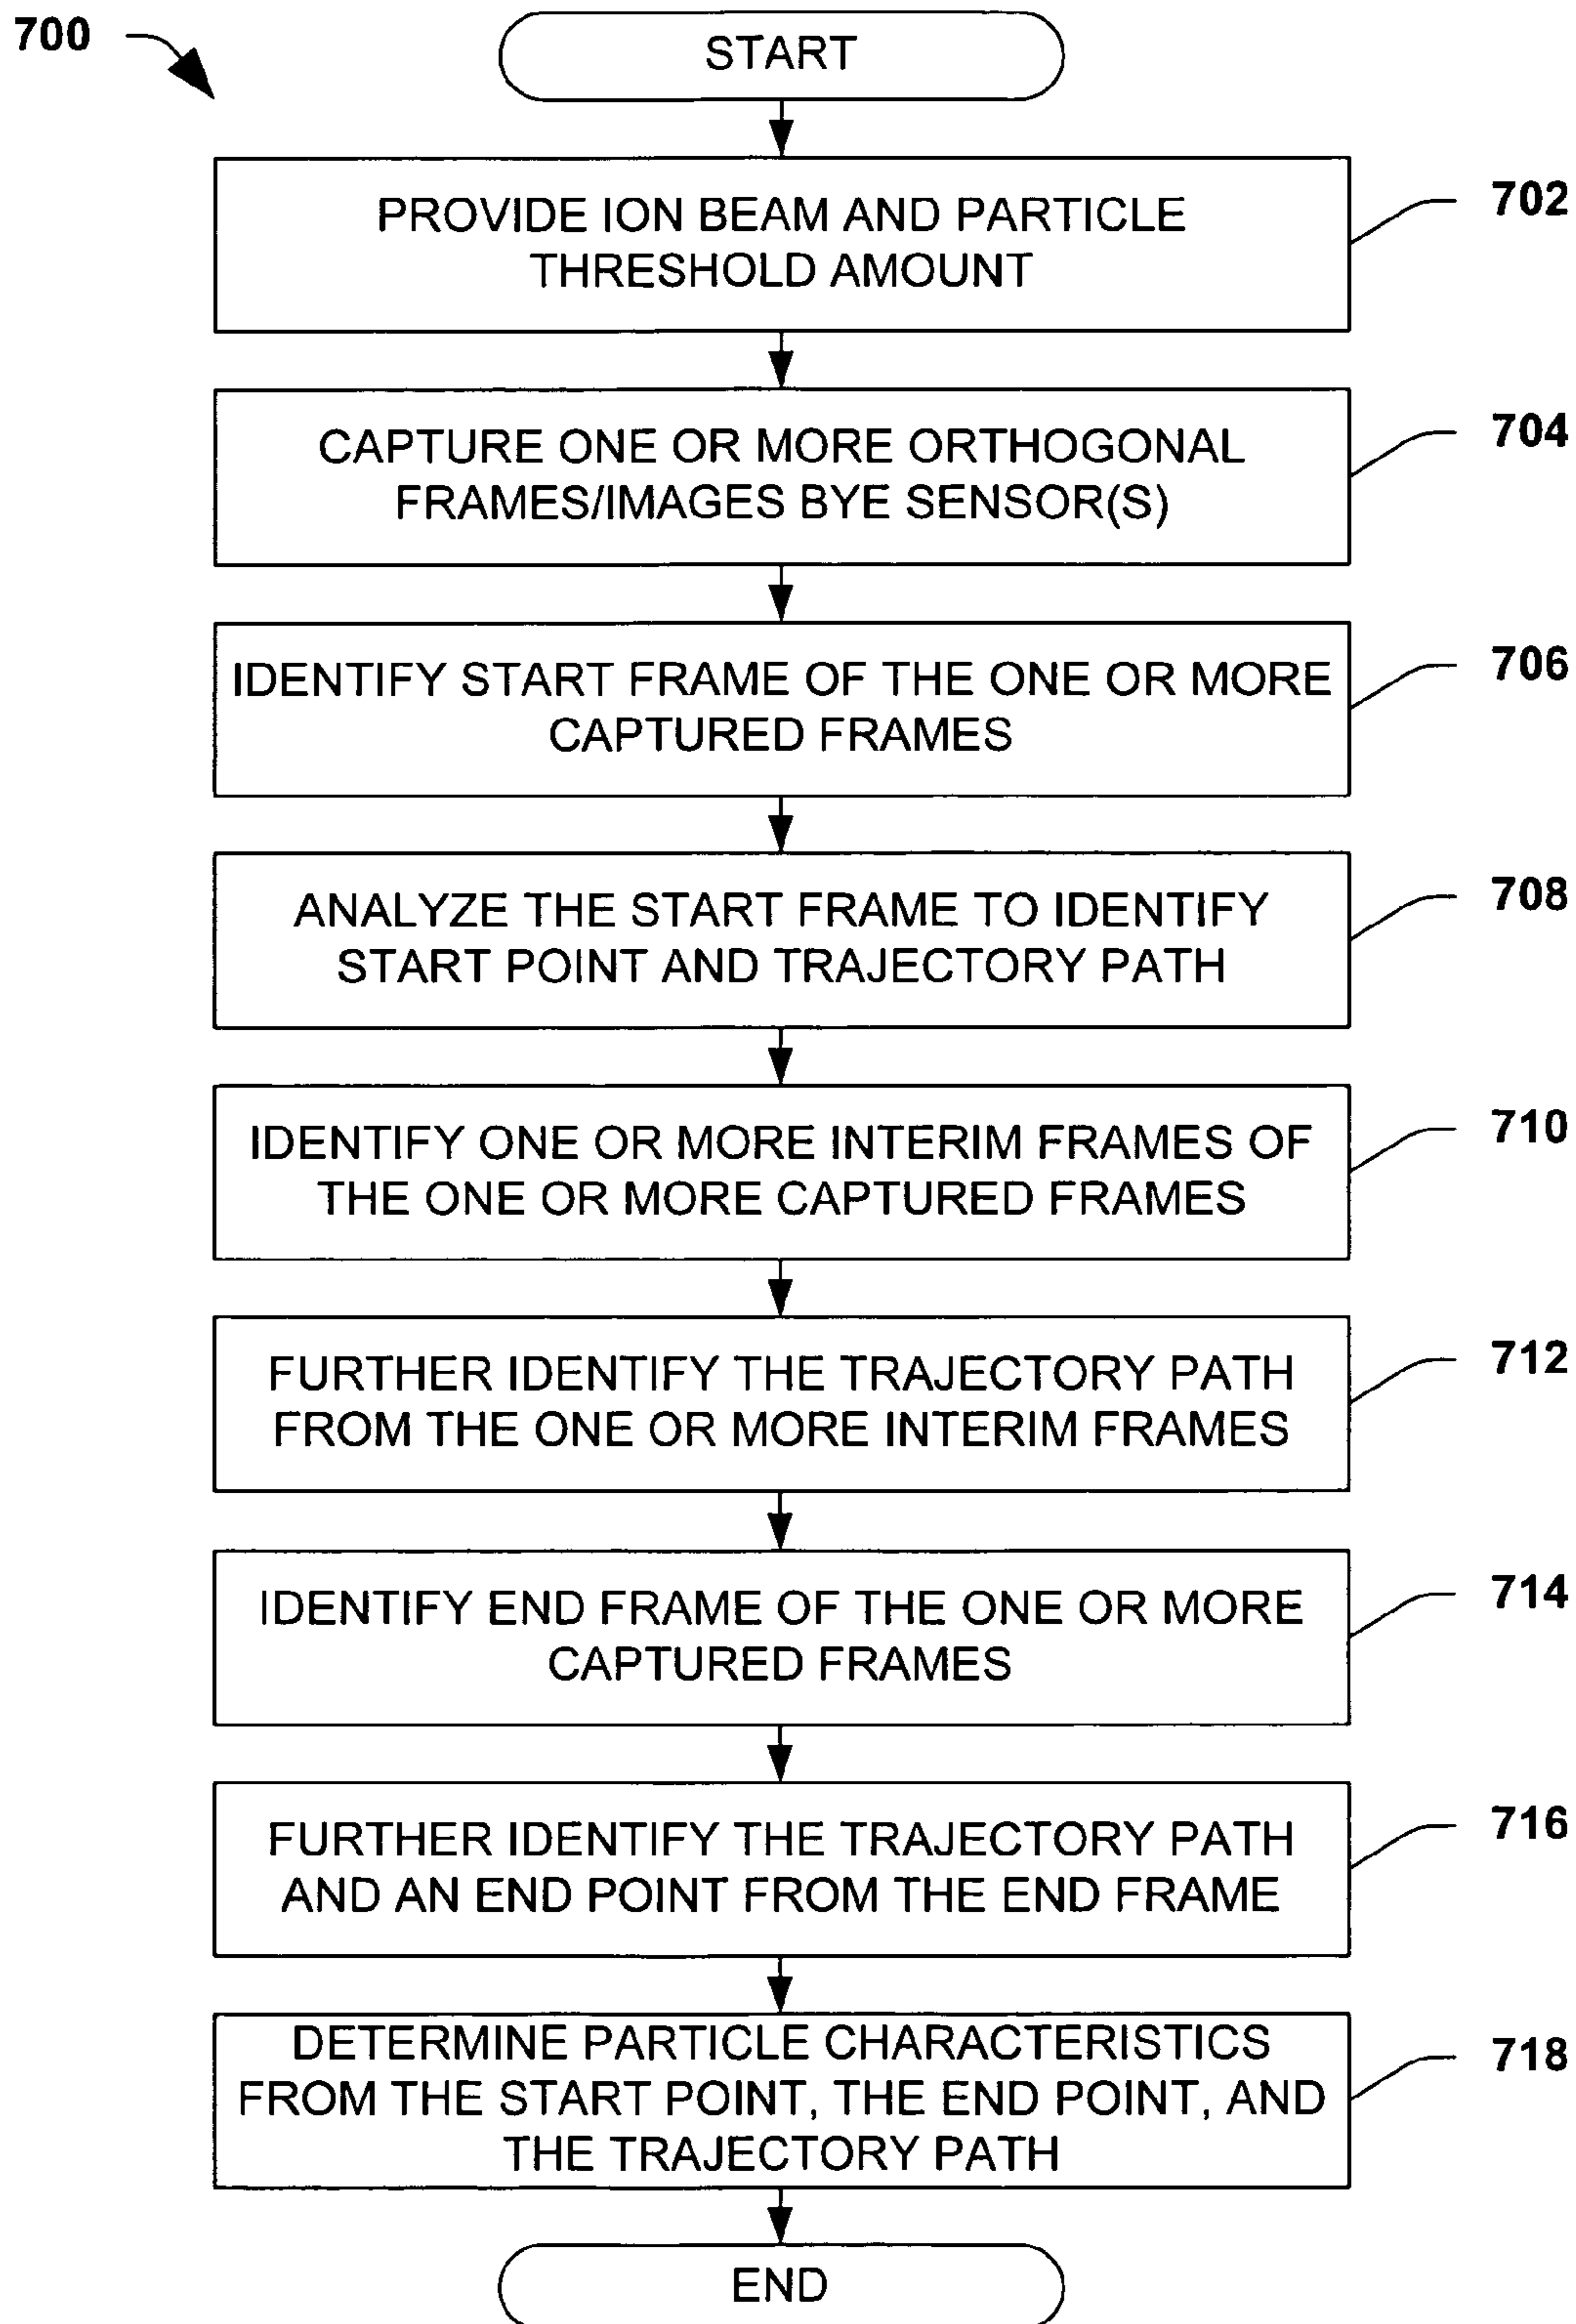 700
START
PROVIDE ION BEAM AND PARTICLE
THRESHOLD AMOUNT
702
CAPTURE ONE OR MORE ORTHOGONAL
FRAMES/IMAGES BYE SENSOR(S)
704
IDENTIFY START FRAME OF THE ONE OR MORE
CAPTURED FRAMES
706
ANALYZE THE START FRAME TO IDENTIFY
START POINT AND TRAJECTORY PATH
708
IDENTIFY ONE OR MORE INTERIM FRAMES OF
THE ONE OR MORE CAPTURED FRAMES
710
FURTHER IDENTIFY THE TRAJECTORY PATH
FROM THE ONE OR MORE INTERIM FRAMES
712
IDENTIFY END FRAME OF THE ONE OR MORE
CAPTURED FRAMES
714
FURTHER IDENTIFY THE TRAJECTORY PATH
AND AN END POINT FROM THE END FRAME
716
DETERMINE PARTICLE CHARACTERISTICS
FROM THE START POINT, THE END POINT, AND
THE TRAJECTORY PATH
718
END